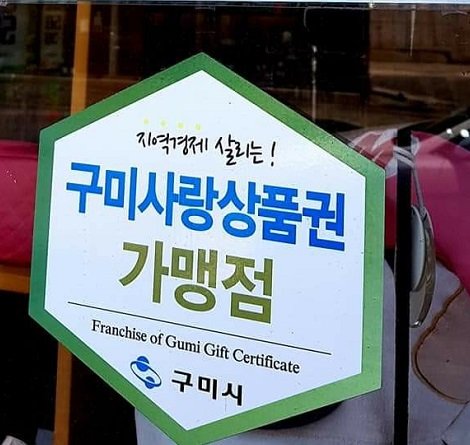 지역경제 살리는!
구미사랑상품권
가맹점
Franchise of Gumi Gift Certificate
구미시